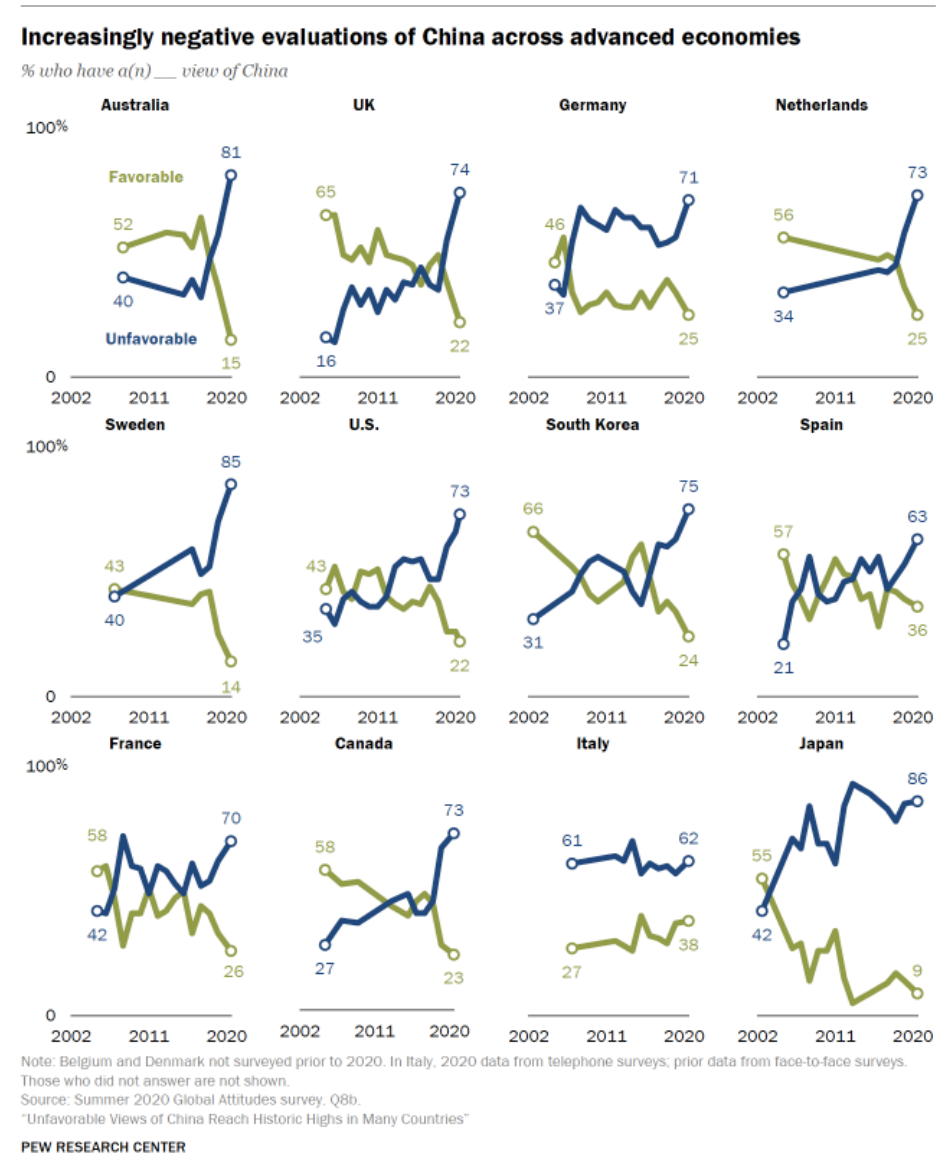 Increasingly negative evaluations of China across advanced economies
% who have a(n) __ view of China
Australia
UK
Germany
Netherlands
100%
81
Favorable
52
40
Unfavorable
15
65
74
16
22
46
71
37
25
56
73
34
25
0
2002 2011 2020
2002 2011 2020
2002 2011 2020
2002 2011 2020
Sweden
U.S.
South Korea
Spain
100%
85
43
40
14
43
73
35
22
66
75
31
24
57
63
21
36
0
2002 2011 2020
2002 2011 2020
2002 2011 2020
2002 2011 2020
France
Canada
Italy
Japan
100%
58
70
42
26
58
73
27
23
61
62
27
38
55
86
42
9
0
2002 2011 2020
2002 2011 2020
2002 2011 2020
2002 2011 2020
Note: Belgium and Denmark not surveyed prior to 2020. In Italy, 2020 data from telephone surveys; prior data from face-to-face surveys.
Those who did not answer are not shown.
Source: Summer 2020 Global Attitudes survey. Q8b.
"Unfavorable Views of China Reach Historic Highs in Many Countries"
PEW RESEARCH CENTER